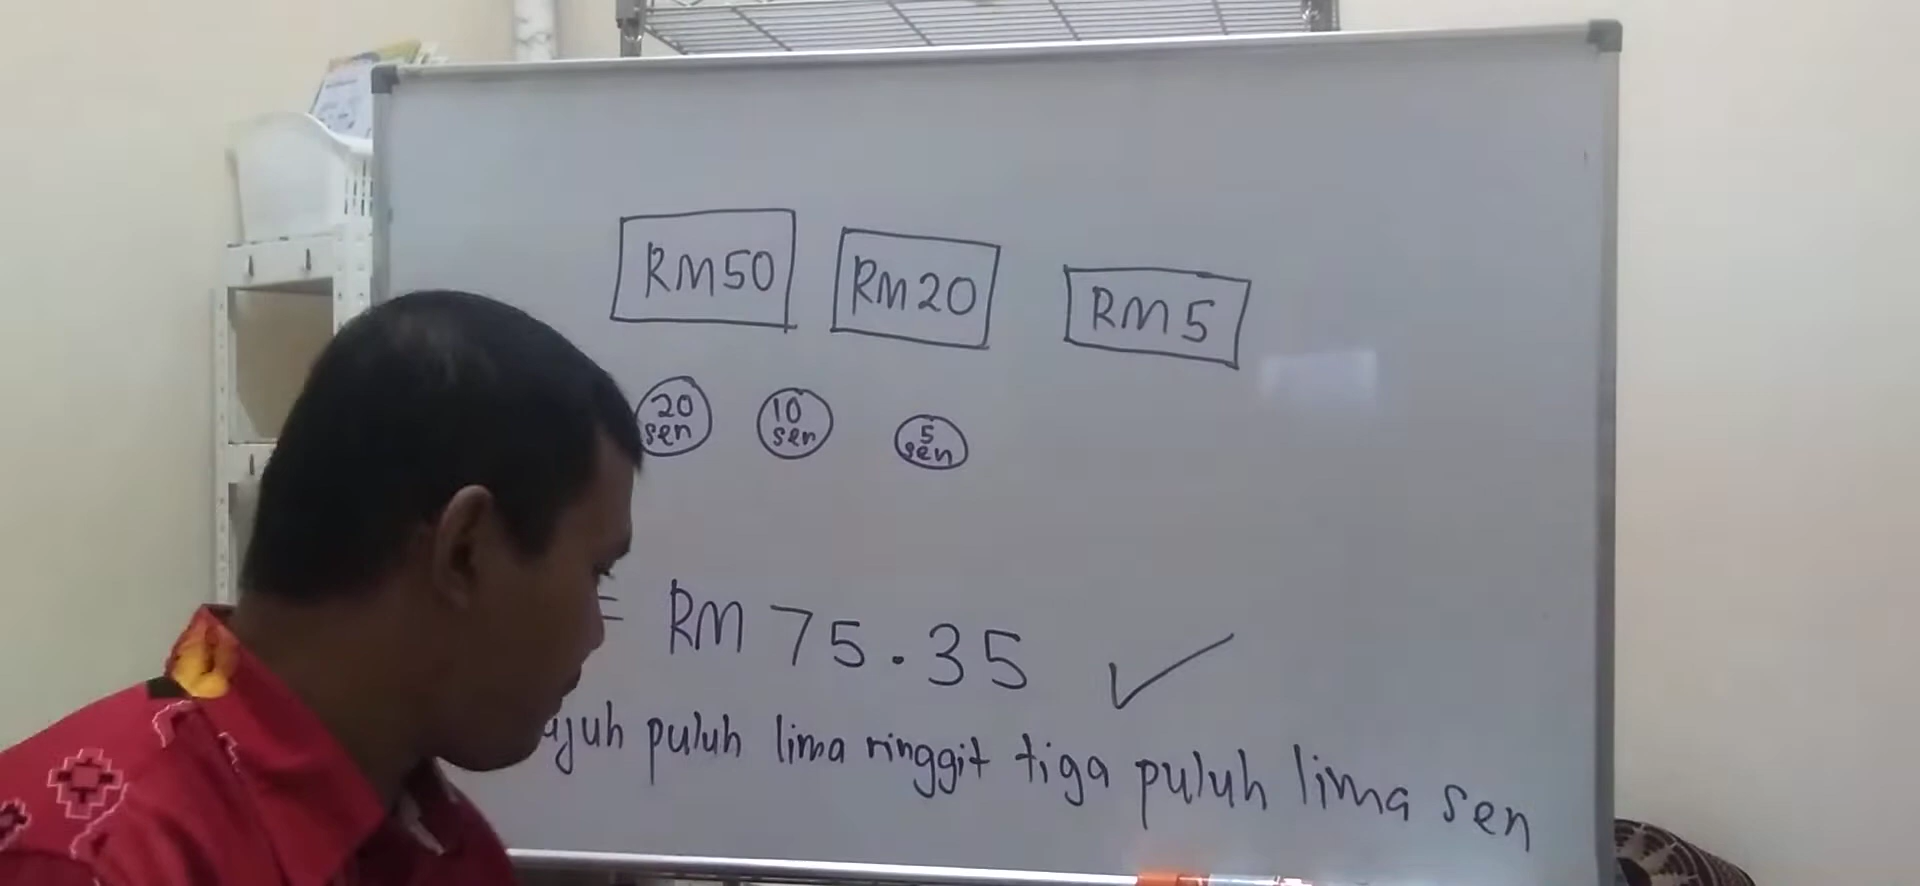 RM50 RM20 RM5
20 sen 10 sen 5 sen
= RM 75.35 ✓
puluh lima ringgit tiga puluh lima sen